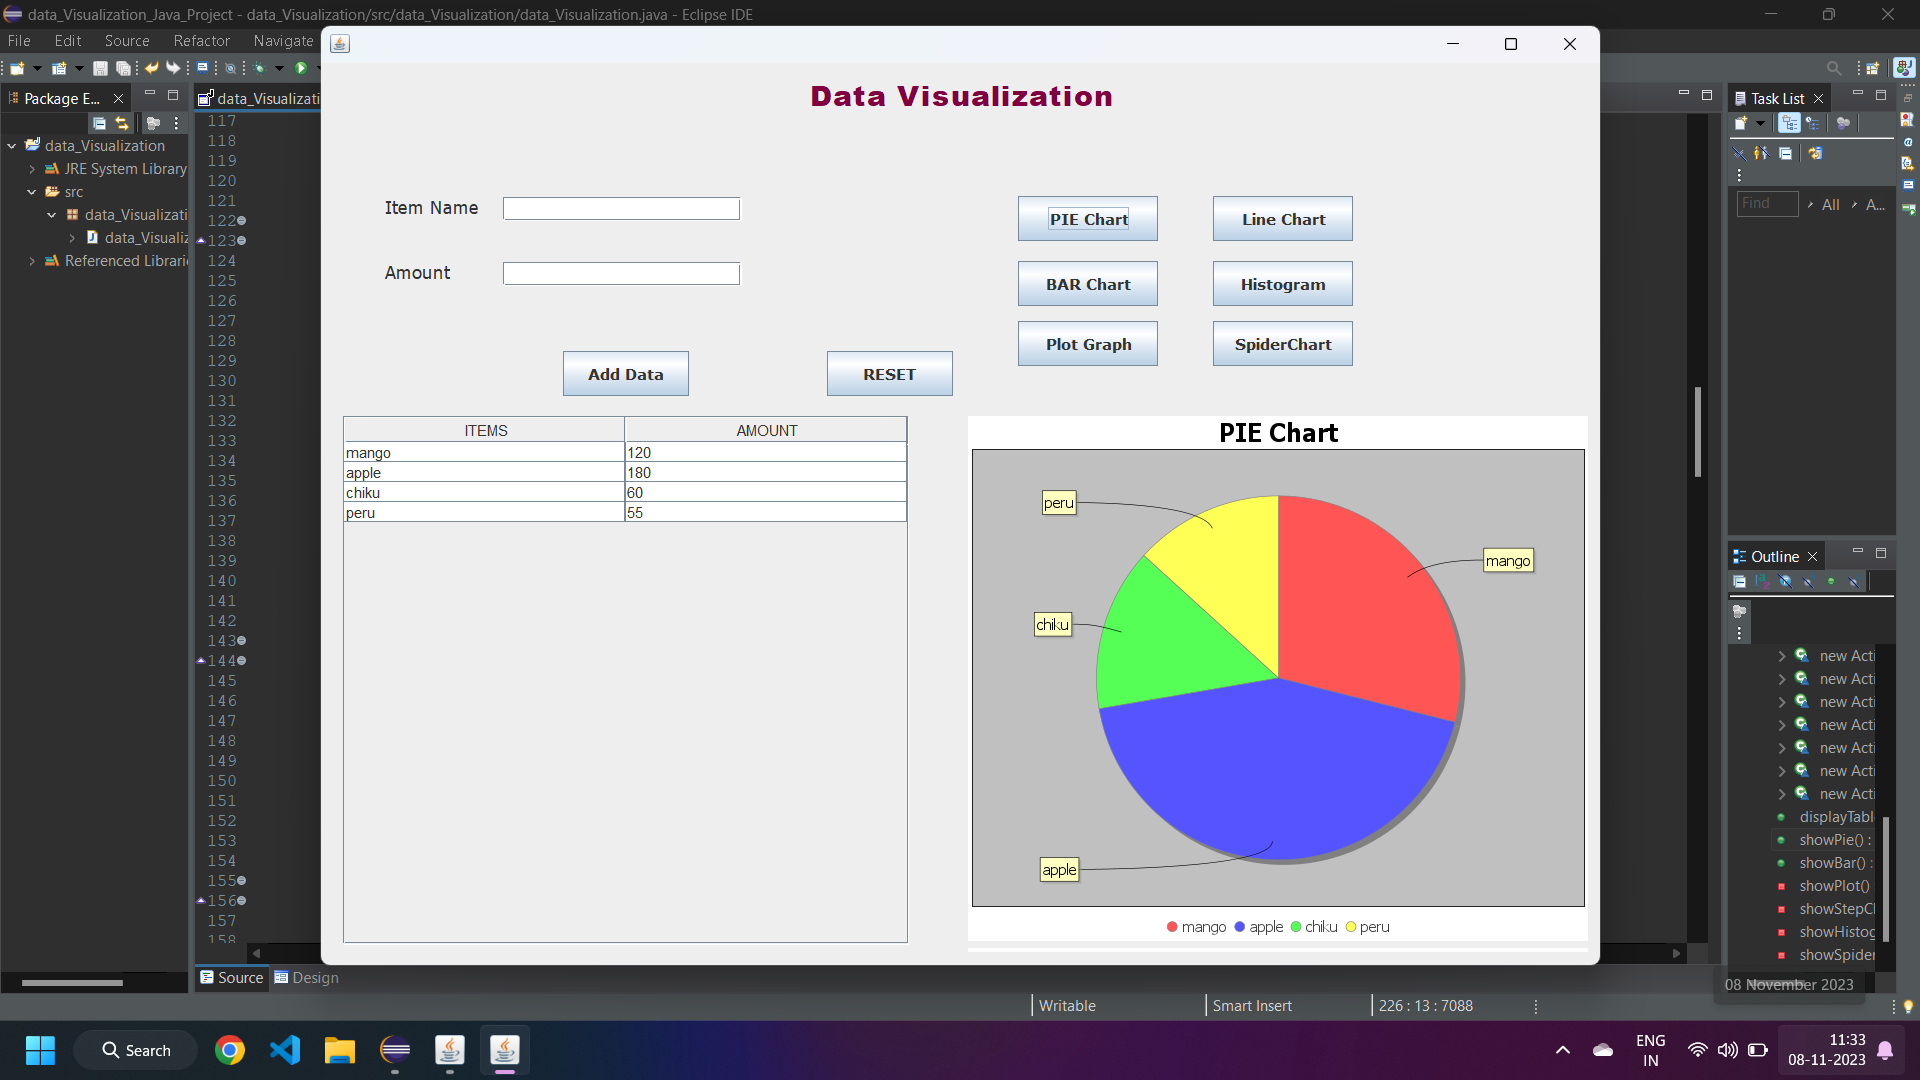 data_Visualization_Java_Project - data_Visualization/src/data_Visualization/data_Visualization.java - Eclipse IDE
File Edit Source Refactor Navigate
Package E...
data_Visualizati
data_Visualization
JRE System Library
src
data_Visualizati
data_Visualiz
Referenced Librari
117
118
119
120
121
122
123
124
125
126
127
128
129
130
131
132
133
134
135
136
137
138
139
140
141
142
143
144
145
146
147
148
149
150
151
152
153
154
155
156
157
158
Data Visualization
Item Name
Amount
Add Data
RESET
PIE Chart
Line Chart
BAR Chart
Histogram
Plot Graph
SpiderChart
ITEMS AMOUNT
mango 120
apple 180
chiku 60
peru 55
PIE Chart
peru
mango
chiku
apple
mango apple chiku peru
Task List
Find
All
A...
Outline
new Acti
new Acti
new Acti
new Acti
new Acti
new Acti
new Acti
displayTabl
showPie() :
showBar() :
showPlot()
showStepCl
showHistog
showSpider
Source Design
08 November 2023
Writable
Smart Insert
226 : 13 : 7088
Search
ENG
IN
11:33
08-11-2023